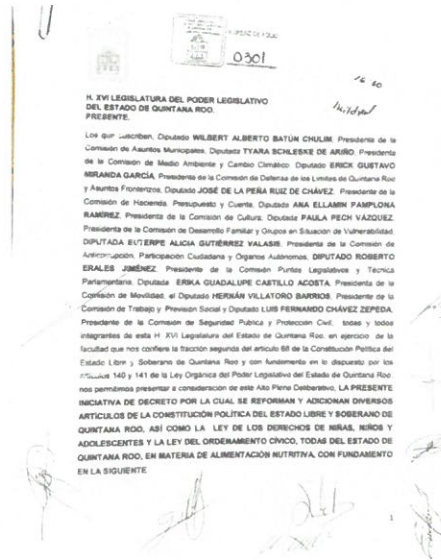 0301
H. XVI LEGISLATURA DEL PODER LEGISLATIVO
DEL ESTADO DE QUINTANA ROO.
PRESENTE.
Los que suscriben, Diputado WILBERT ALBERTO BATÚN CHULIM, Presidente de la
Comisión de Asuntos Municipales, Diputada TYARA SCHLESKE DE ARIÑO, Presidenta
de la Comisión de Medio Ambiente y Cambio Climático, Diputado ERICK GUSTAVO
MIRANDA GARCÍA, Presidente de la Comisión de Defensa de los Límites de Quintana Roo
y Asuntos Fronterizos, Diputado JOSÉ DE LA PEÑA RUIZ DE CHÁVEZ, Presidente de la
Comisión de Hacienda, Presupuesto y Cuenta, Diputada ANA ELLAMIN PAMPLONA
RAMÍREZ, Presidenta de la Comisión de Cultura, Diputada PAULA PECH VÁZQUEZ,
Presidenta de la Comisión de Desarrollo Familiar y Grupos en Situación de Vulnerabilidad,
DIPUTADA EUTERPE ALICIA GUTIÉRREZ VALASIS, Presidenta de la Comisión de
Anticorrupción, Participación Ciudadana y Órganos Autónomos, DIPUTADO ROBERTO
ERALES JIMÉNEZ, Presidente de la Comisión Puntos Legislativos y Técnica
Parlamentaria, Diputada ERIKA GUADALUPE CASTILLO ACOSTA, Presidenta de la
Comisión de Movilidad, el Diputado HERNÁN VILLATORO BARRIOS, Presidente de la
Comisión de Trabajo y Previsión Social y Diputado LUIS FERNANDO CHÁVEZ ZEPEDA,
Presidente de la Comisión de Seguridad Pública y Protección Civil, todas y todos
integrantes de esta H. XVI Legislatura del Estado de Quintana Roo, en ejercicio de la
facultad que nos confiere la fracción segunda del artículo 68 de la Constitución Política del
Estado Libre y Soberano de Quintana Roo y con fundamento en lo dispuesto por los
artículos 140 y 141 de la Ley Orgánica del Poder Legislativo del Estado de Quintana Roo,
nos permitimos presentar a consideración de este Alto Pleno Deliberativo, LA PRESENTE
INICIATIVA DE DECRETO POR LA CUAL SE REFORMAN Y ADICIONAN DIVERSOS
ARTÍCULOS DE LA CONSTITUCIÓN POLÍTICA DEL ESTADO LIBRE Y SOBERANO DE
QUINTANA ROO, ASÍ COMO LA LEY DE LOS DERECHOS DE NIÑAS, NIÑOS Y
ADOLESCENTES Y LA LEY DEL ORDENAMIENTO CÍVICO, TODAS DEL ESTADO DE
QUINTANA ROO, EN MATERIA DE ALIMENTACIÓN NUTRITIVA, CON FUNDAMENTO
EN LA SIGUIENTE
1